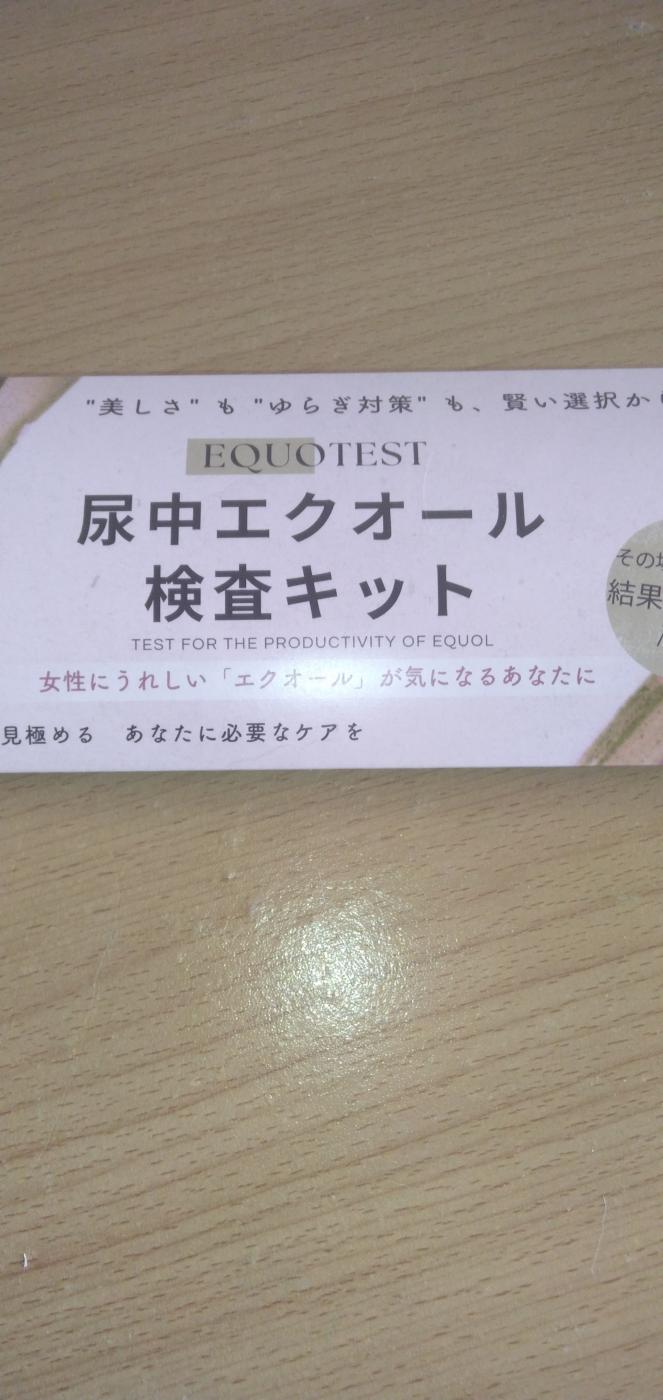 "美しさ" も "ゆらぎ対策" も、賢い選択か
EQUOTEST
尿中エクオール
検査キット
TEST FOR THE PRODUCTIVITY OF EQUOL
女性にうれしい「エクオール」が気になるあなたに
見極める　あなたに必要なケアを
その
結果